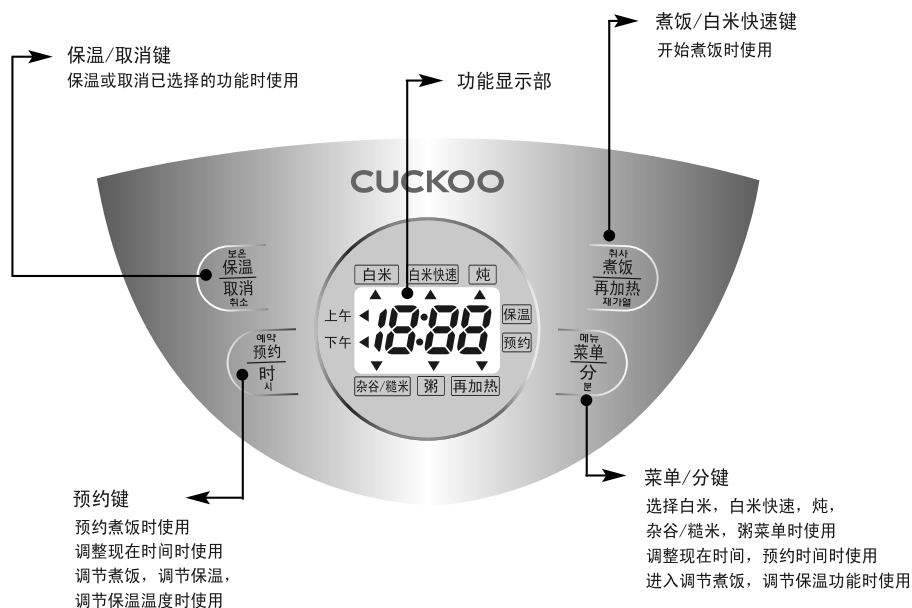 煮饭/白米快速键
开始煮饭时使用
保温/取消键
保温或取消已选择的功能时使用
功能显示部
CUCKOO
보온
保温
取消
취소
예약
预约
时
시
白米
白米快速
炖
上午
下午
18:88
保温
预约
杂谷/糙米
粥
再加热
취사
煮饭
再加热
재가열
메뉴
菜单
分
분
预约键
预约煮饭时使用
调整现在时间时使用
调节煮饭，调节保温，
调节保温温度时使用
菜单/分键
选择白米，白米快速，炖，
杂谷/糙米，粥菜单时使用
调整现在时间，预约时间时使用
进入调节煮饭，调节保温功能时使用